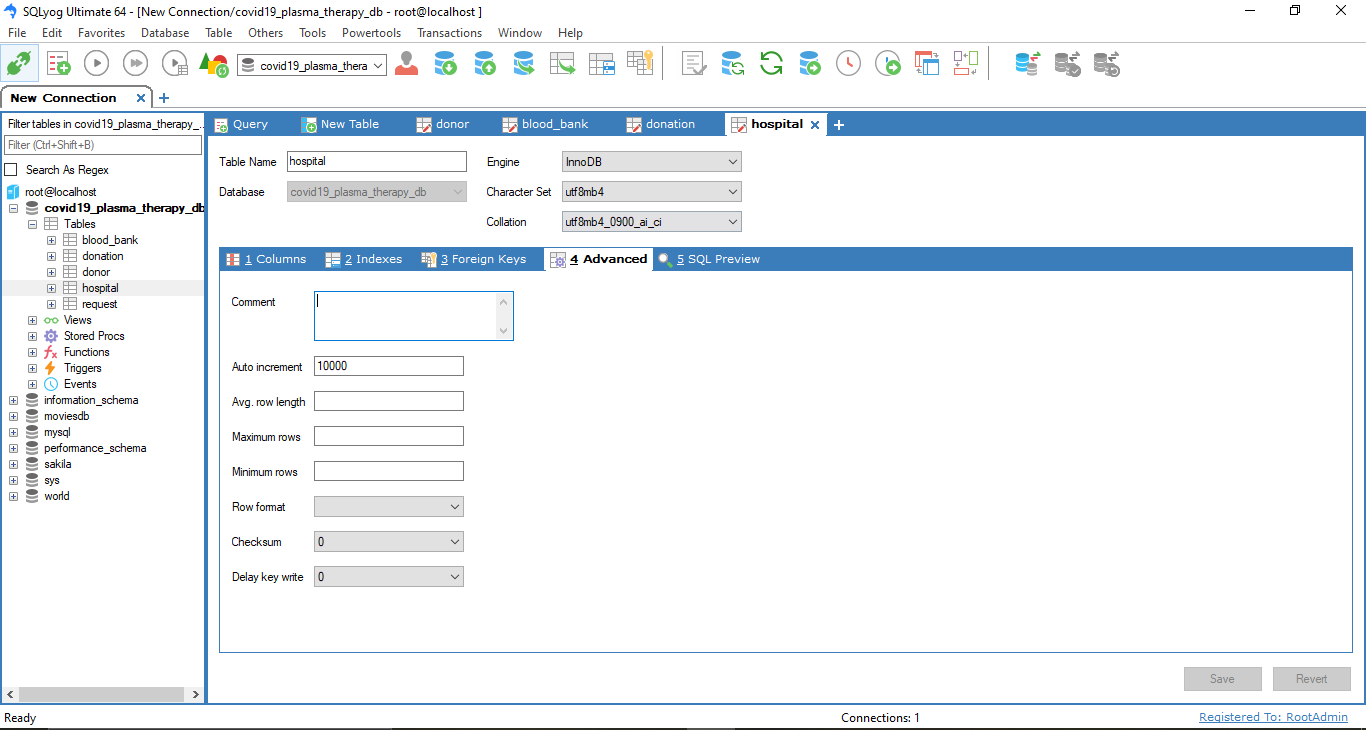 SQLyog Ultimate 64 - [New Connection/covid19_plasma_therapy_db - root@localhost ]
File Edit Favorites Database Table Others Tools Powertools Transactions Window Help
covid19_plasma_thera
New Connection
Filter tables in covid19_plasma_therapy_...
Filter (Ctrl+Shift+B)
Search As Regex
root@localhost
covid19_plasma_therapy_db
Tables
blood_bank
donation
donor
hospital
request
Views
Stored Procs
Functions
Triggers
Events
information_schema
moviesdb
mysql
performance_schema
sakila
sys
world
Query New Table donor blood_bank donation hospital
Table Name hospital Engine InnoDB
Database covid19_plasma_therapy_db Character Set utf8mb4
Collation utf8mb4_0900_ai_ci
1 Columns 2 Indexes 3 Foreign Keys 4 Advanced 5 SQL Preview
Comment
Auto increment 10000
Avg. row length
Maximum rows
Minimum rows
Row format
Checksum 0
Delay key write 0
Save Revert
Ready Connections: 1 Registered To: RootAdmin